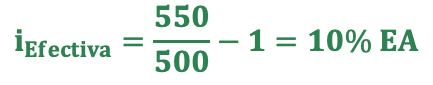 i_Efectiva = 550/500 − 1 = 10% EA